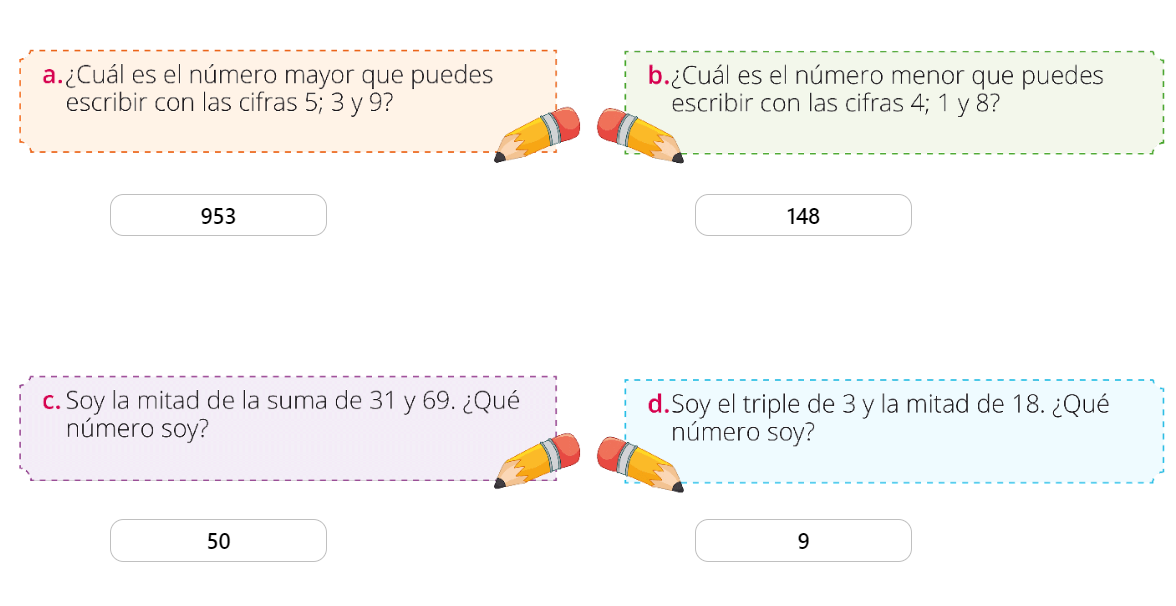 a. ¿Cuál es el número mayor que puedes
escribir con las cifras 5; 3 y 9?
953
b. ¿Cuál es el número menor que puedes
escribir con las cifras 4; 1 y 8?
148
c. Soy la mitad de la suma de 31 y 69. ¿Qué
número soy?
50
d. Soy el triple de 3 y la mitad de 18. ¿Qué
número soy?
9